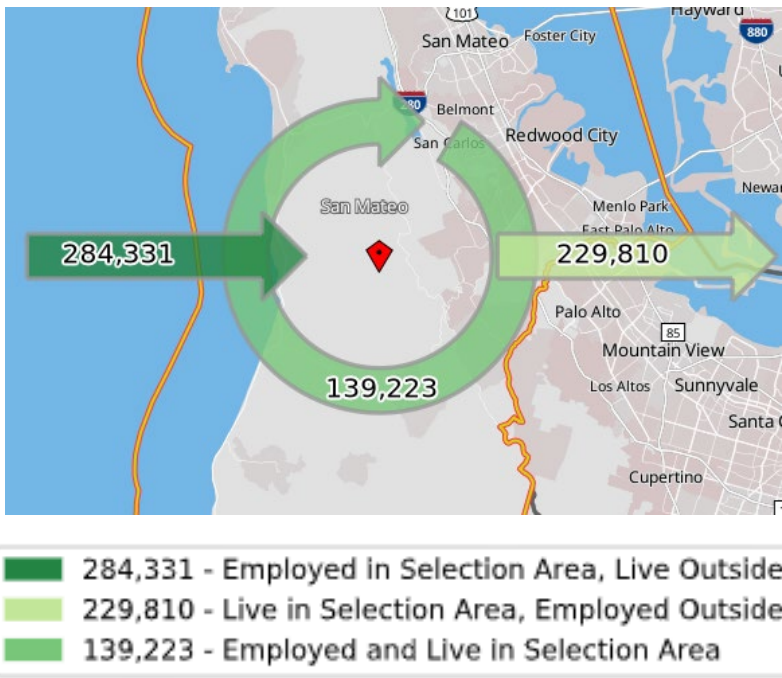 Hayward
101
San Mateo
Foster City
880
280
Belmont
Redwood City
San Carlos
San Mateo
Menlo Park
Newar
East Palo Alto
284,331
229,810
Palo Alto
85
Mountain View
139,223
Los Altos
Sunnyvale
Santa C
Cupertino
284,331 - Employed in Selection Area, Live Outside
229,810 - Live in Selection Area, Employed Outside
139,223 - Employed and Live in Selection Area